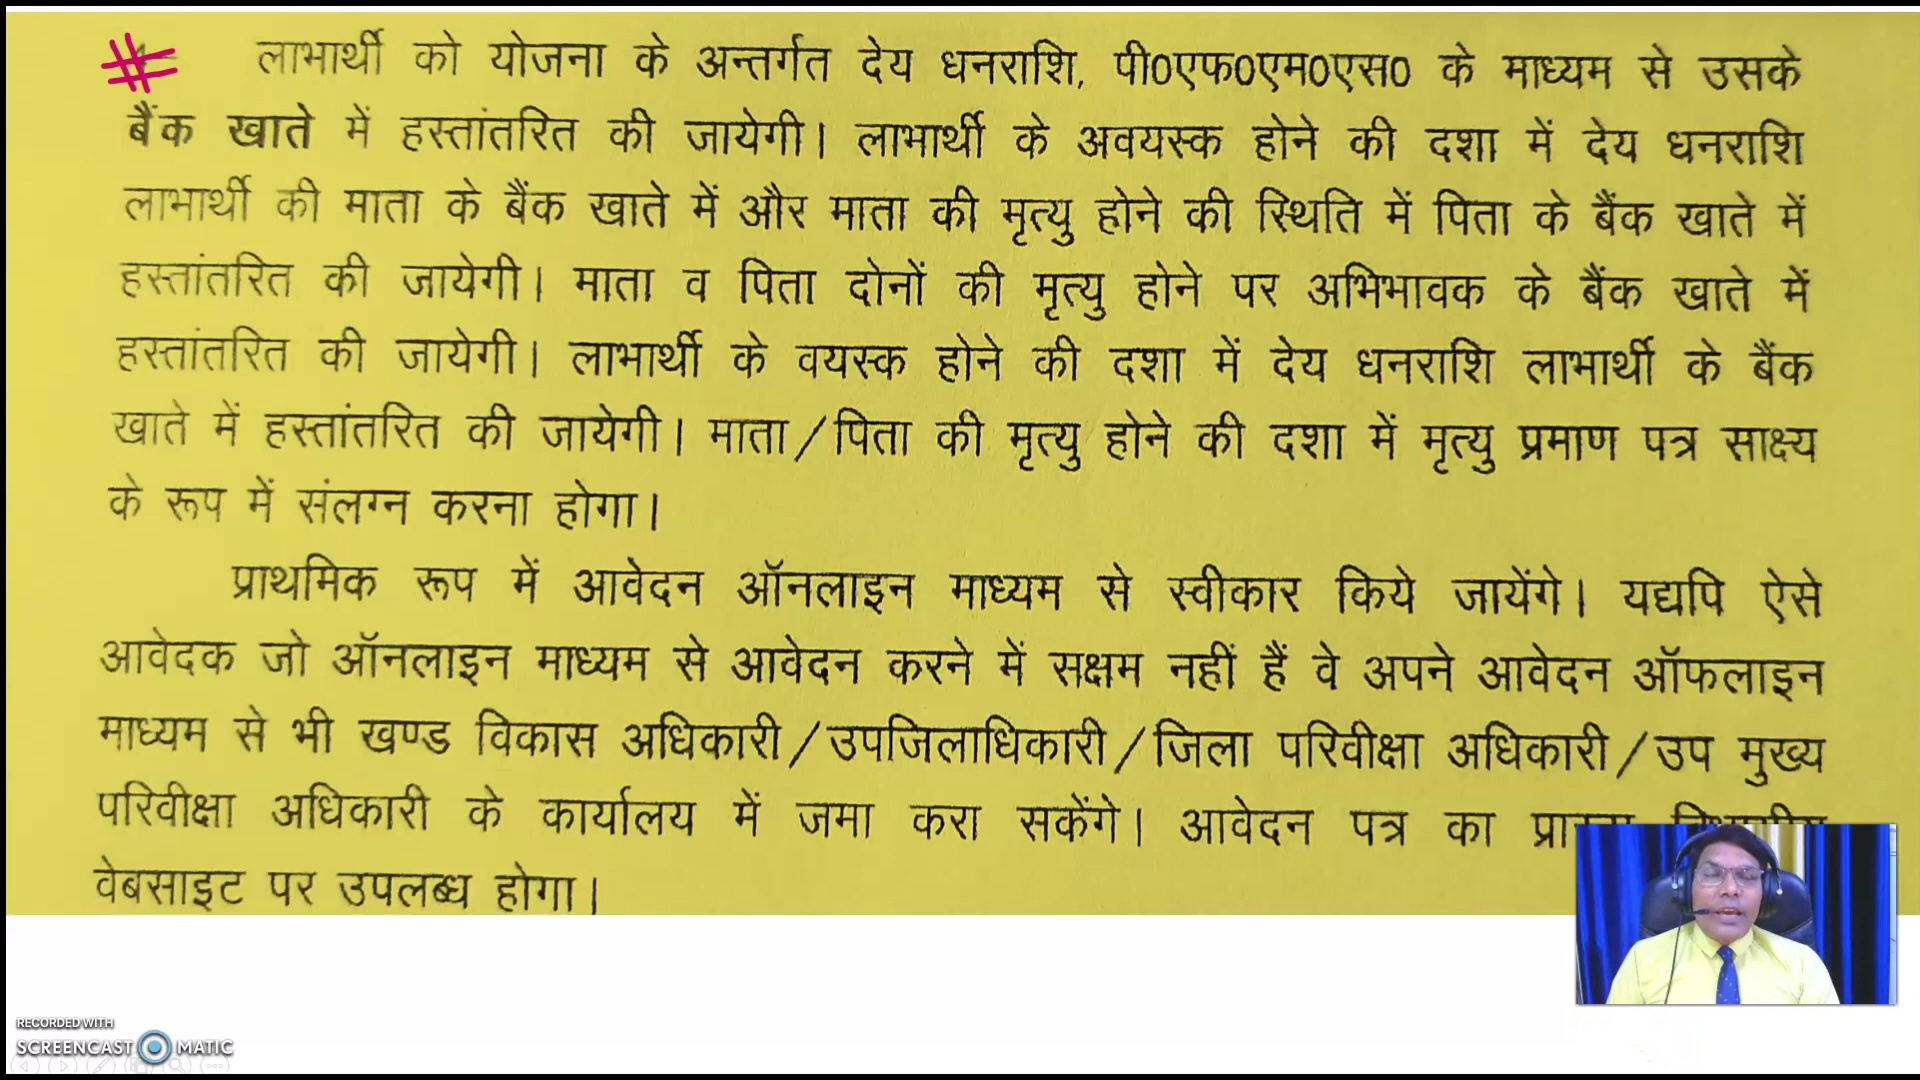 लाभार्थी को योजना के अन्तर्गत देय धनराशि, पी0एफ0एम0एस0 के माध्यम से उसके
बैंक खाते में हस्तांतरित की जायेगी। लाभार्थी के अवयस्क होने की दशा में देय धनराशि
लाभार्थी की माता के बैंक खाते में और माता की मृत्यु होने की स्थिति में पिता के बैंक खाते में
हस्तांतरित की जायेगी। माता व पिता दोनों की मृत्यु होने पर अभिभावक के बैंक खाते में
हस्तांतरित की जायेगी। लाभार्थी के वयस्क होने की दशा में देय धनराशि लाभार्थी के बैंक
खाते में हस्तांतरित की जायेगी। माता/पिता की मृत्यु होने की दशा में मृत्यु प्रमाण पत्र साक्ष्य
के रूप में संलग्न करना होगा।
प्राथमिक रूप में आवेदन ऑनलाइन माध्यम से स्वीकार किये जायेंगे। यद्यपि ऐसे
आवेदक जो ऑनलाइन माध्यम से आवेदन करने में सक्षम नहीं हैं वे अपने आवेदन ऑफलाइन
माध्यम से भी खण्ड विकास अधिकारी/उपजिलाधिकारी/जिला परिवीक्षा अधिकारी/उप मुख्य
परिवीक्षा अधिकारी के कार्यालय में जमा करा सकेंगे। आवेदन पत्र का
वेबसाइट पर उपलब्ध होगा।
RECORDED WITH
SCREENCAST MATIC